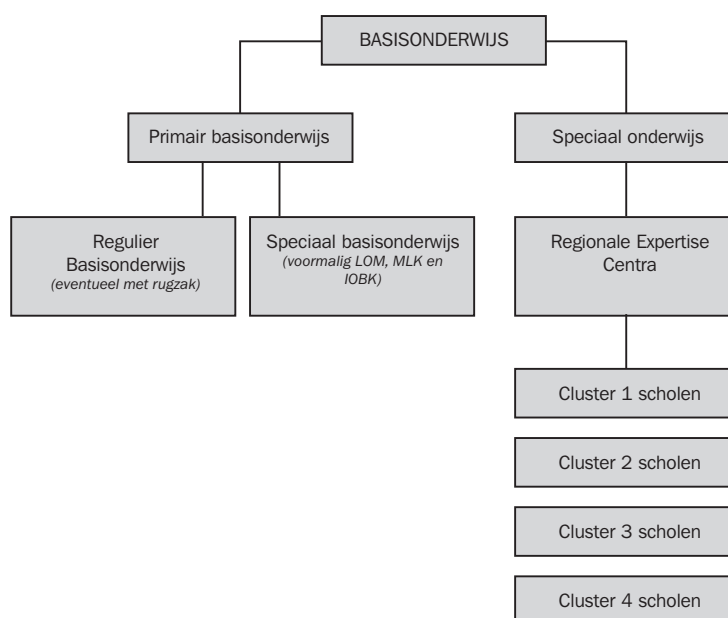 BASISONDERWIJS
Primair basisonderwijs
Speciaal onderwijs
Regulier
Basisonderwijs
(eventueel met rugzak)
Speciaal basisonderwijs
(voormalig LOM, MLK en
IOBK)
Regionale Expertise
Centra
Cluster 1 scholen
Cluster 2 scholen
Cluster 3 scholen
Cluster 4 scholen